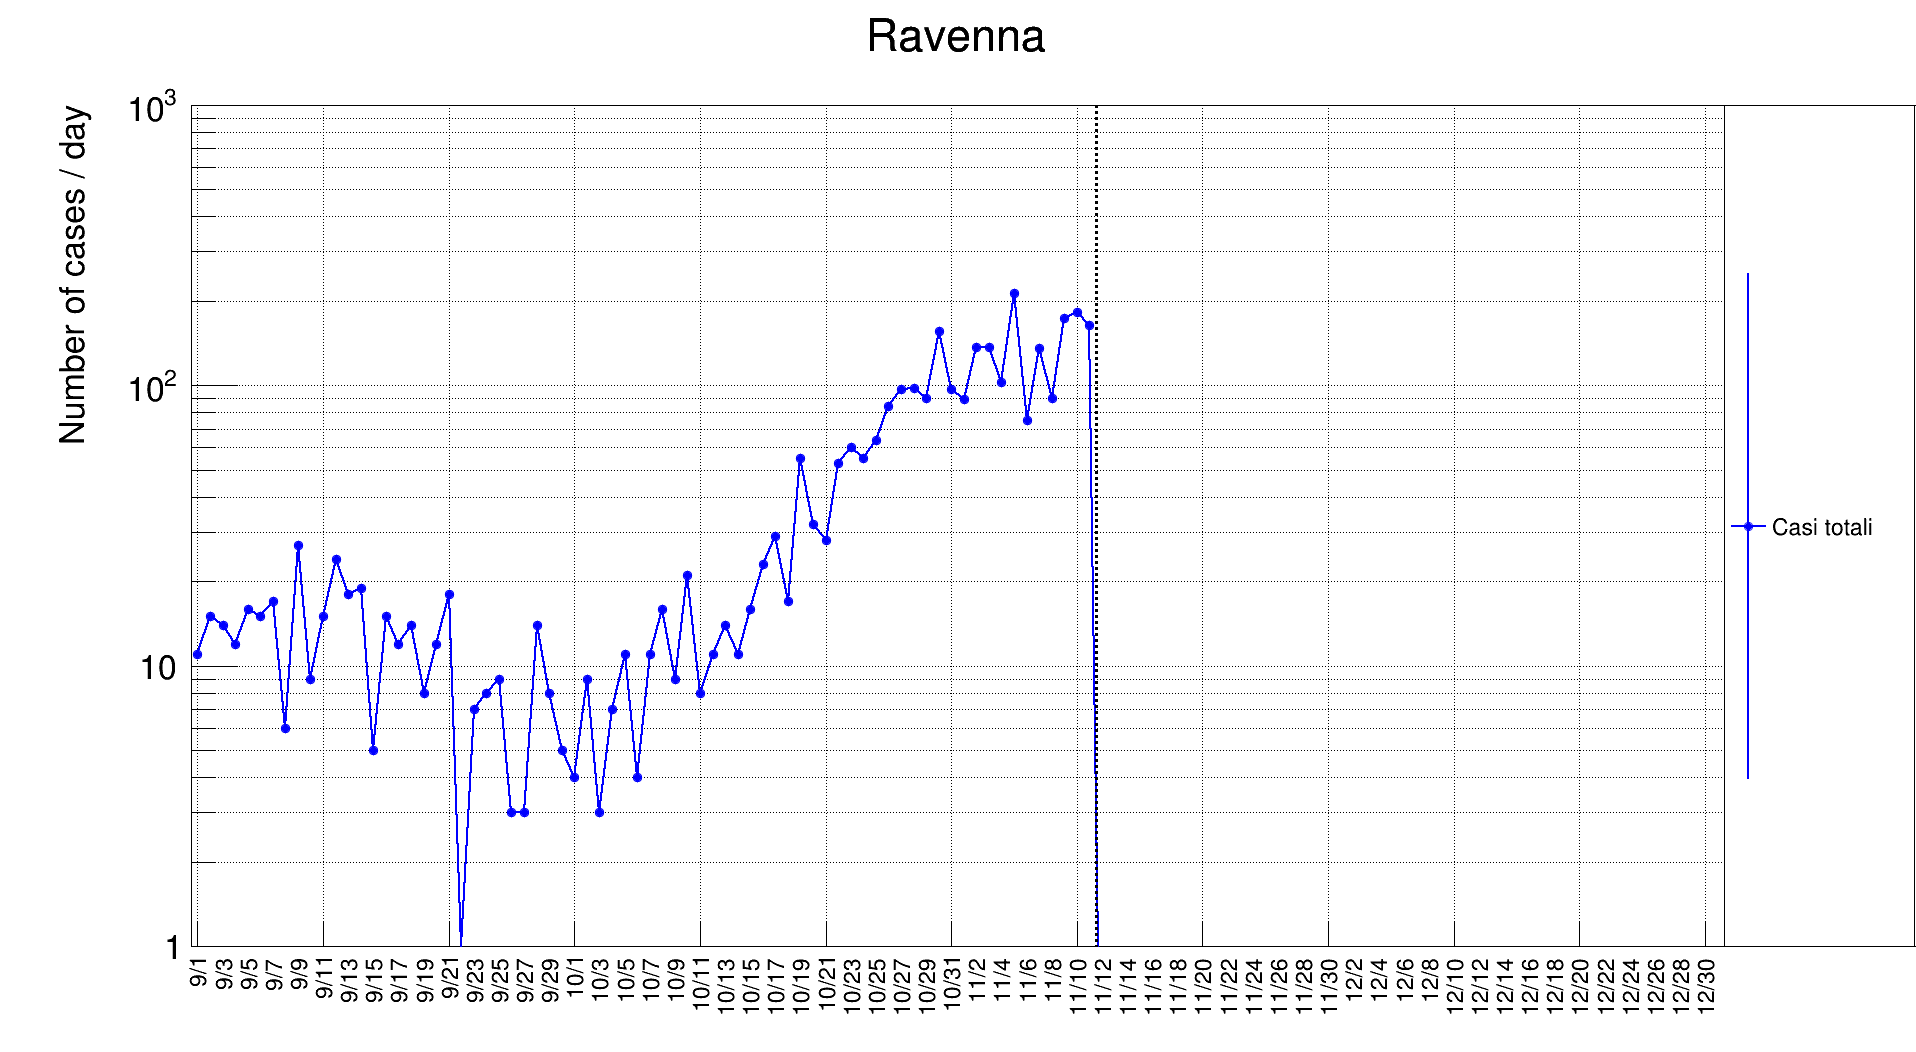 Ravenna
Number of cases / day
10³
10²
10
1
Casi totali
9/1 9/3 9/5 9/7 9/9 9/11 9/13 9/15 9/17 9/19 9/21 9/23 9/25 9/27 9/29 10/1 10/3 10/5 10/7 10/9 10/11 10/13 10/15 10/17 10/19 10/21 10/23 10/25 10/27 10/29 10/31 11/2 11/4 11/6 11/8 11/10 11/12 11/14 11/16 11/18 11/20 11/22 11/24 11/26 11/28 11/30 12/2 12/4 12/6 12/8 12/10 12/12 12/14 12/16 12/18 12/20 12/22 12/24 12/26 12/28 12/30